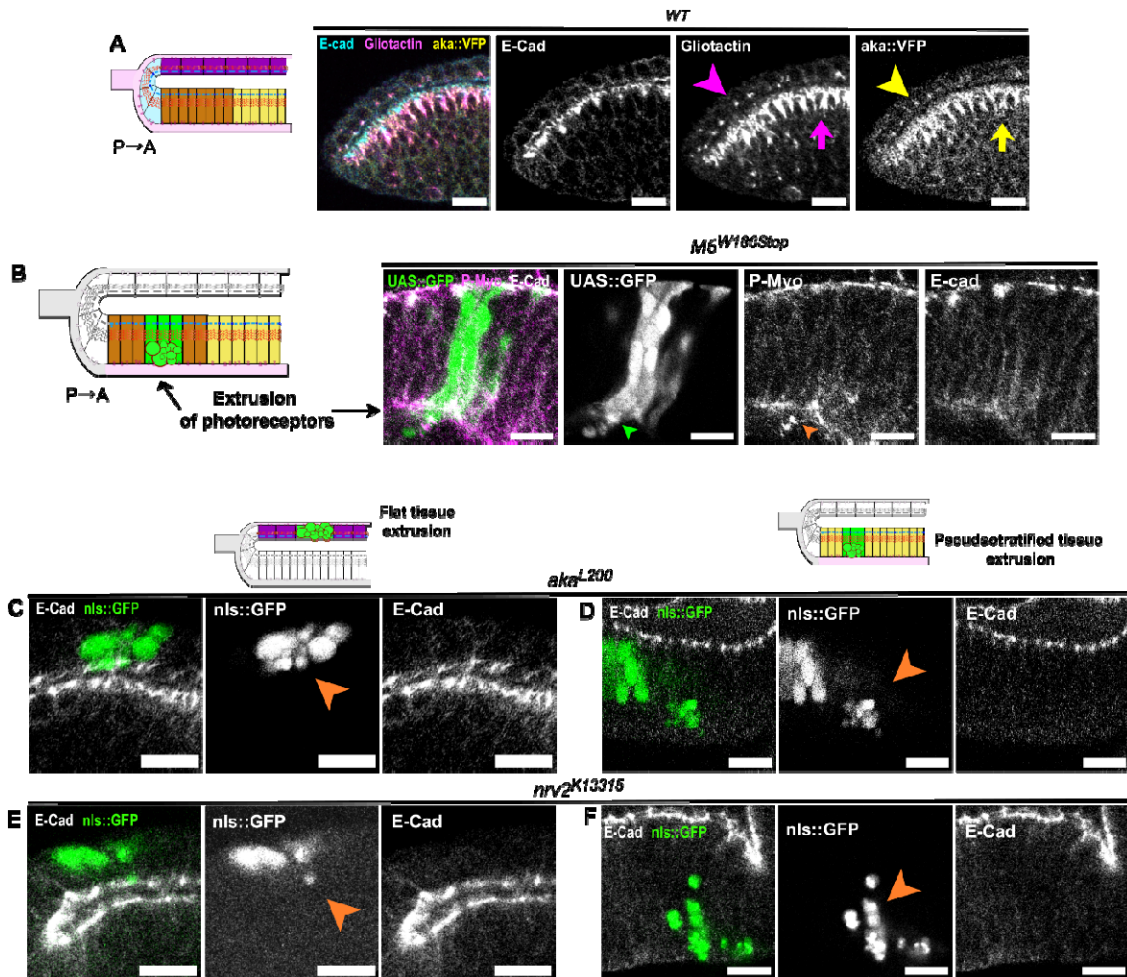 WT
A
E-cad Gliotactin aka::VFP
E-Cad
Gliotactin
aka::VFP
P→A
M6W186Stop
B
UAS::GFP P-Myo E-Cad
UAS::GFP
P-Myo
E-cad
P→A
Extrusion
of photoreceptors
Flat tissue
extrusion
Pseudsotratified tissue
extrusion
akaL200
C
E-Cad nls::GFP
nls::GFP
E-Cad
D
E-Cad nls::GFP
nls::GFP
E-Cad
nrv2K13315
E
E-Cad nls::GFP
nls::GFP
E-Cad
F
E-Cad nls::GFP
nls::GFP
E-Cad